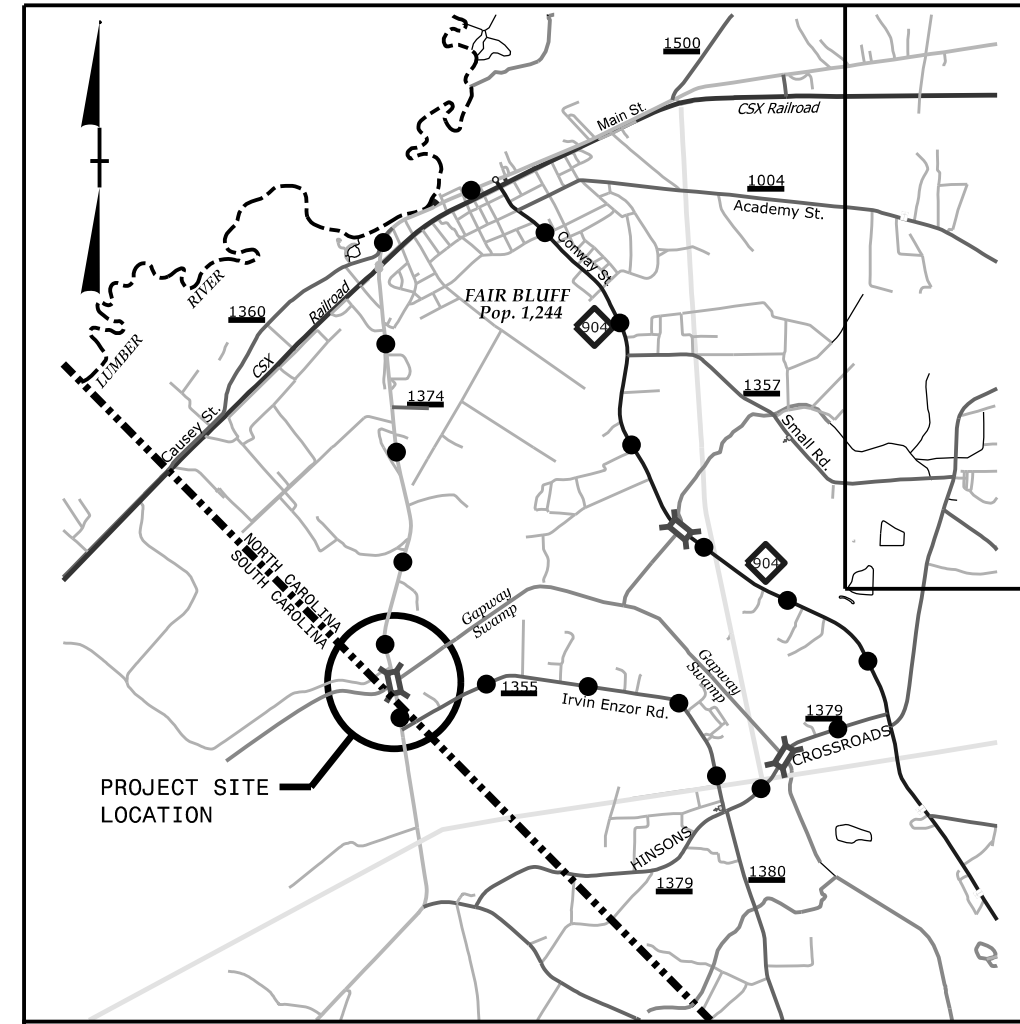 1500
Main St.
CSX Railroad
1004
Academy St.
Conway St.
RIVER
FAIR BLUFF
Pop. 1,244
1360
Railroad
904
LUMBER
CSX
1374
1357
Causey St.
Small Rd.
NORTH CAROLINA
SOUTH CAROLINA
904
Gapway
Swamp
Gapway
Swamp
1355
Irvin Enzor Rd.
1379
CROSSROADS
PROJECT SITE
LOCATION
HINSONS
1379
1380